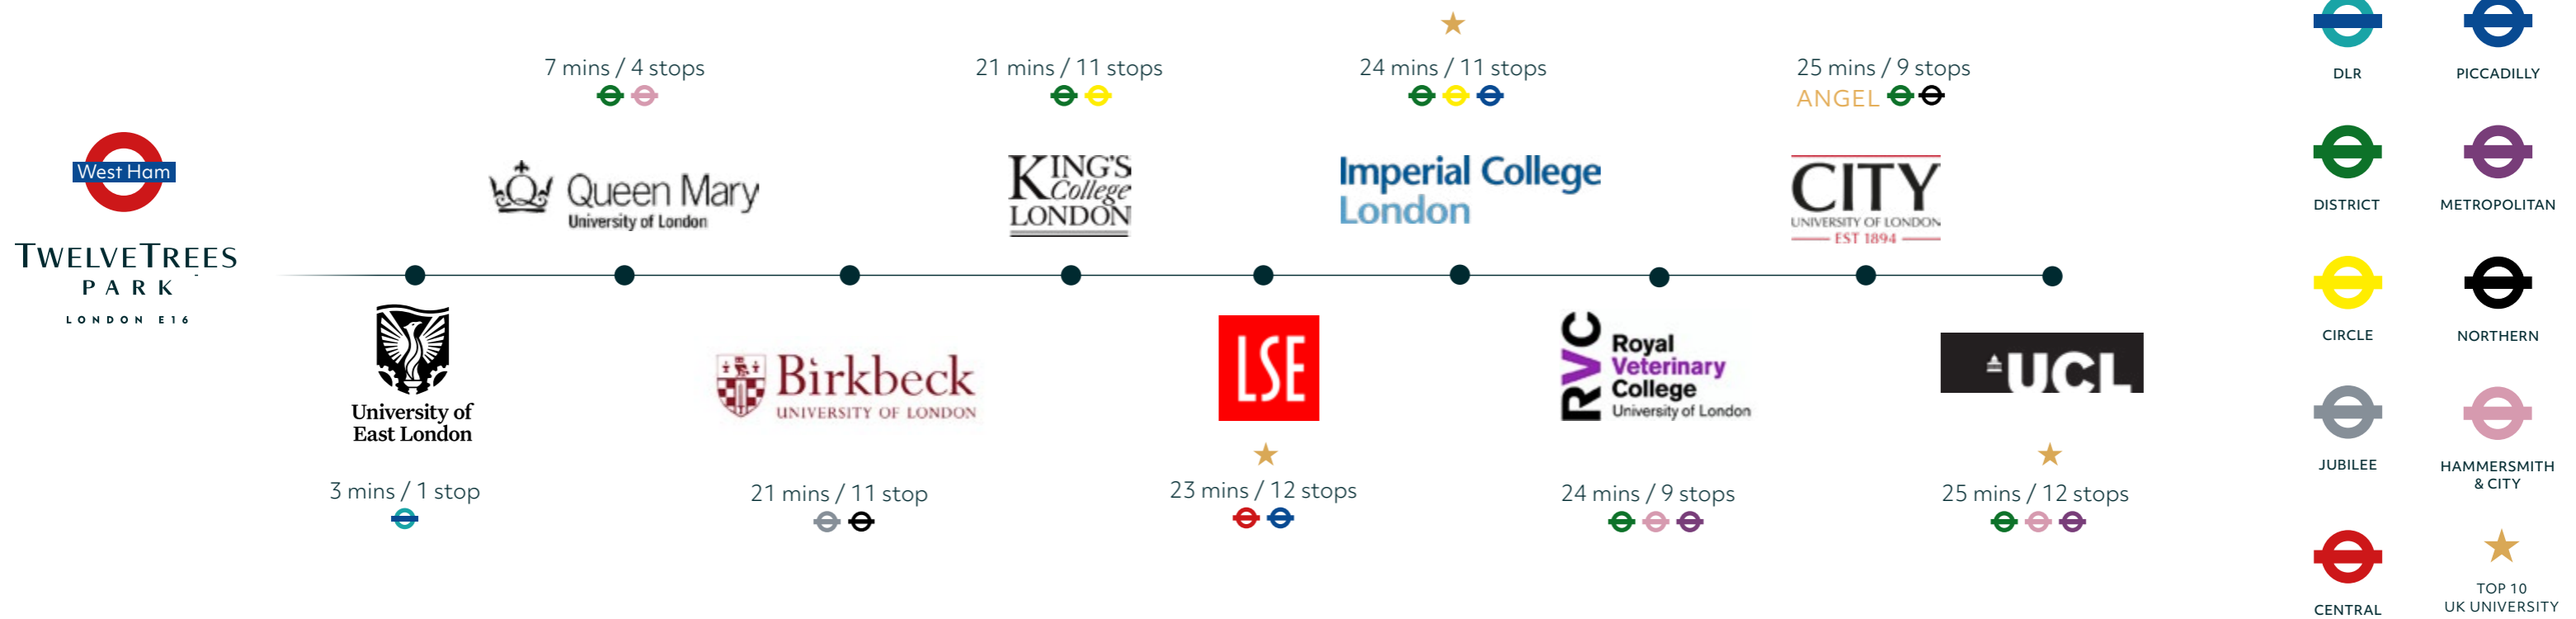 West Ham
TWELVETREES
PARK
LONDON E16
3 mins / 1 stop
University of
East London
7 mins / 4 stops
Queen Mary
University of London
Birkbeck
UNIVERSITY OF LONDON
21 mins / 11 stop
21 mins / 11 stops
KING'S
College
LONDON
LSE
23 mins / 12 stops
24 mins / 11 stops
Imperial College
London
RVC
Royal
Veterinary
College
University of London
24 mins / 9 stops
25 mins / 9 stops
ANGEL
CITY
UNIVERSITY OF LONDON
EST 1894
UCL
25 mins / 12 stops
DLR
PICCADILLY
DISTRICT
METROPOLITAN
CIRCLE
NORTHERN
JUBILEE
HAMMERSMITH
& CITY
CENTRAL
TOP 10
UK UNIVERSITY